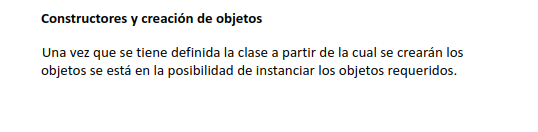 Constructores y creación de objetos
Una vez que se tiene definida la clase a partir de la cual se crearán los
objetos se está en la posibilidad de instanciar los objetos requeridos.